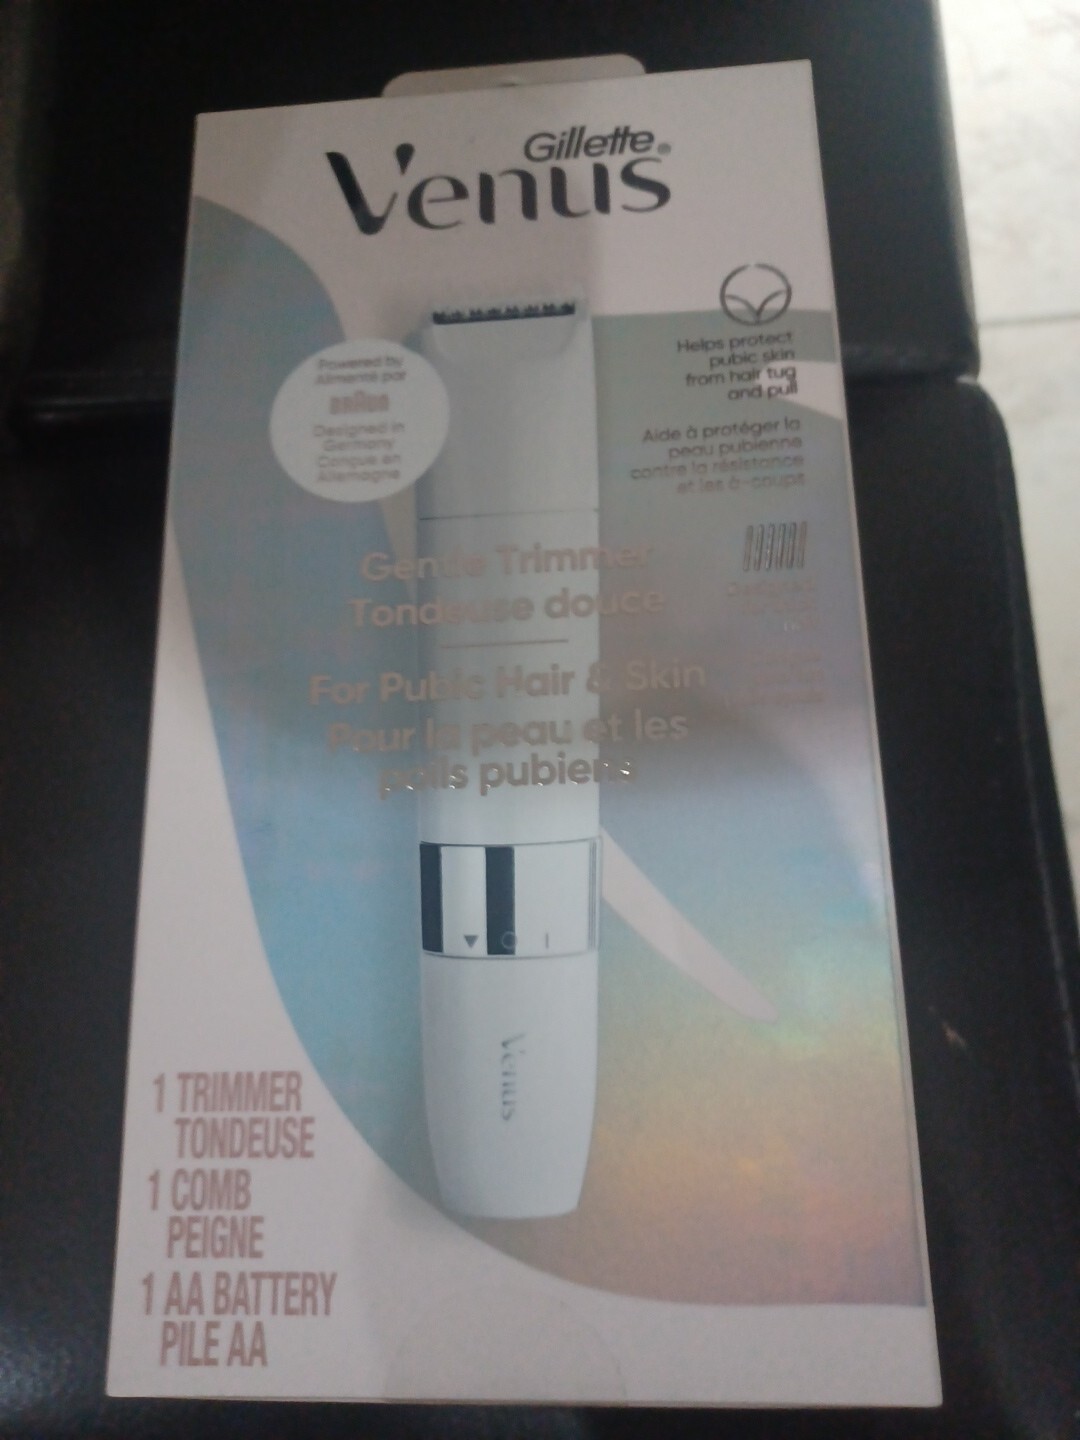 Gillette®
Venus
Powered by
Alimenté par
BRAUN
Designed in
Germany
Conçue en
Allemagne
Helps protect
pubic skin
from hair tug
and pull
Aide à protéger la
peau pubienne
contre la résistance
et les à-coups
Gentle Trimmer
Tondeuse douce
For Pubic Hair & Skin
Pour la peau et les
poils pubiens
Venus
1 TRIMMER
TONDEUSE
1 COMB
PEIGNE
1 AA BATTERY
PILE AA